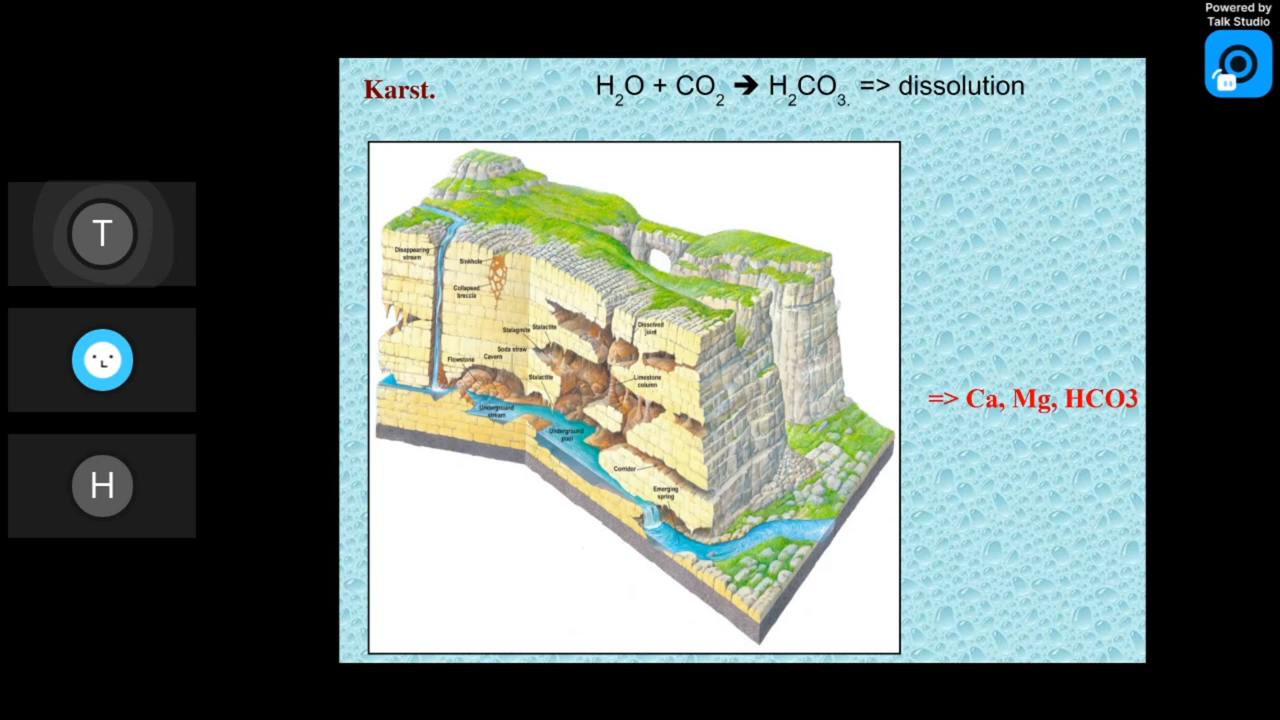 Powered by
Talk Studio
Karst.
H2O + CO2 🡲 H2CO3. => dissolution
T
H
Disappearing
stream
Sinkhole
Collapsed
breccia
Stalagmite
Stalactite
Dissolved
joint
Soda straw
Flowstone
Cavern
Stalactite
Limestone
column
Underground
stream
Underground
pool
Corridor
Emerging
spring
=> Ca, Mg, HCO3